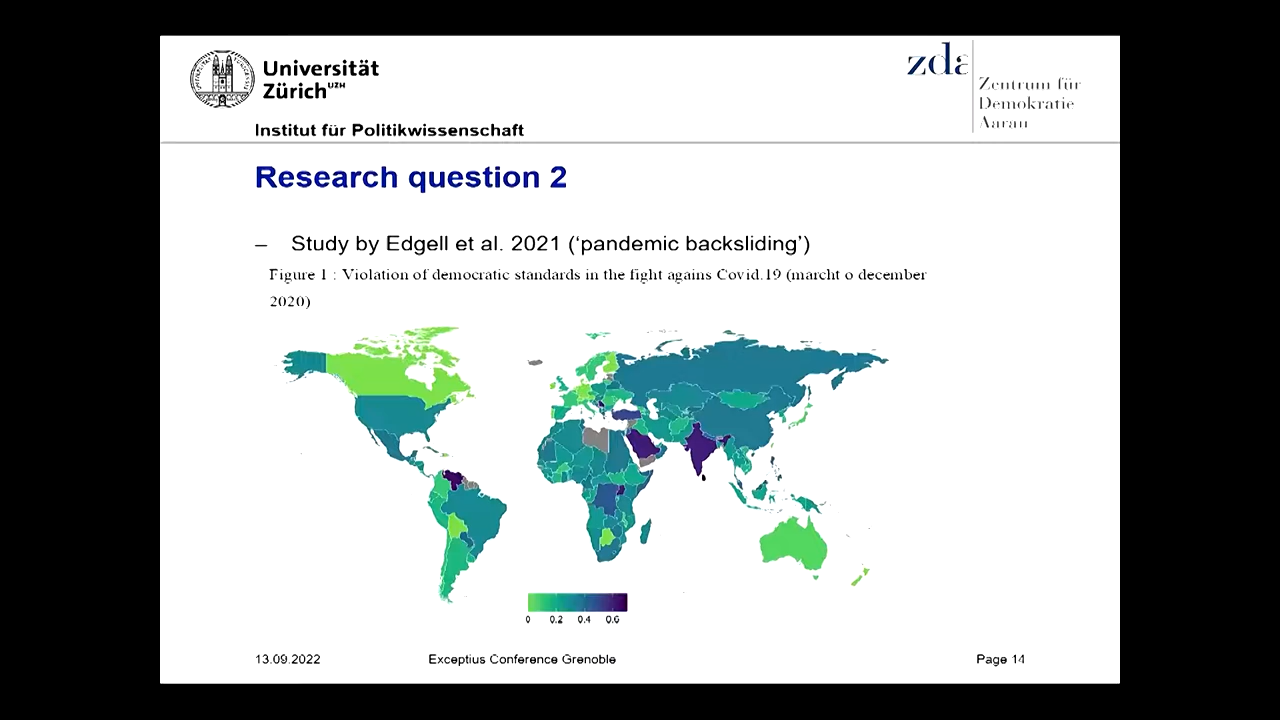 Universität
Zürich UZH
Institut für Politikwissenschaft
zda
Zentrum für
Demokratie
Aarau
Research question 2
– Study by Edgell et al. 2021 (‘pandemic backsliding’)
Figure 1 : Violation of democratic standards in the fight agains Covid.19 (marcht o december
2020)
0 0.2 0.4 0.6
13.09.2022 Exceptius Conference Grenoble Page 14